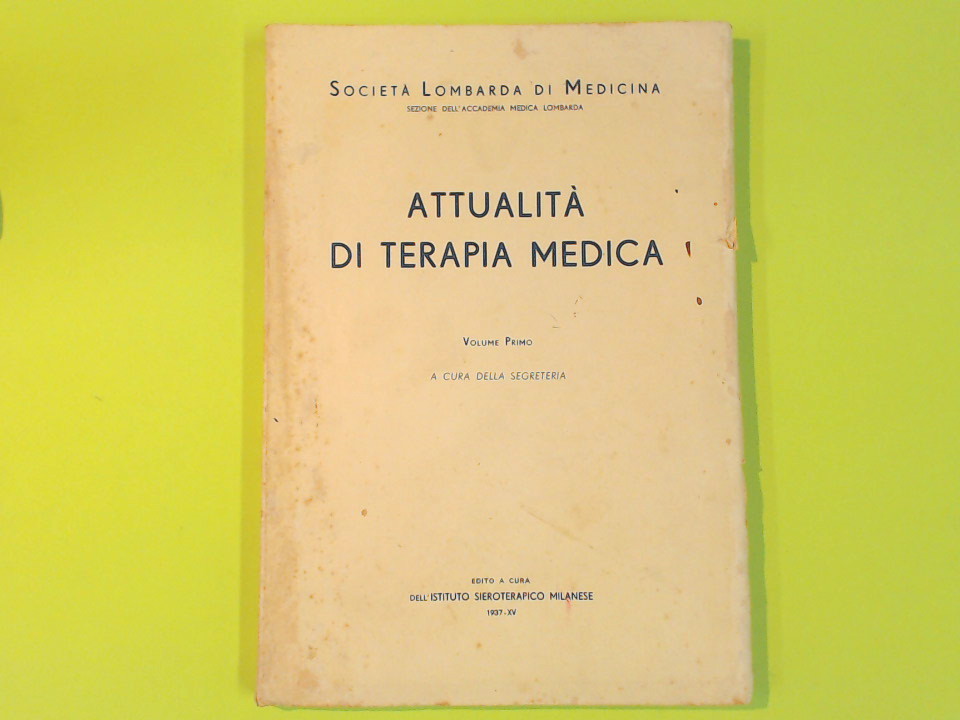 Società Lombarda di Medicina
SEZIONE DELL'ACCADEMIA MEDICA LOMBARDA
ATTUALITÀ
DI TERAPIA MEDICA
Volume Primo
A CURA DELLA SEGRETERIA
EDITO A CURA
DELL'ISTITUTO SIEROTERAPICO MILANESE
1937-XV